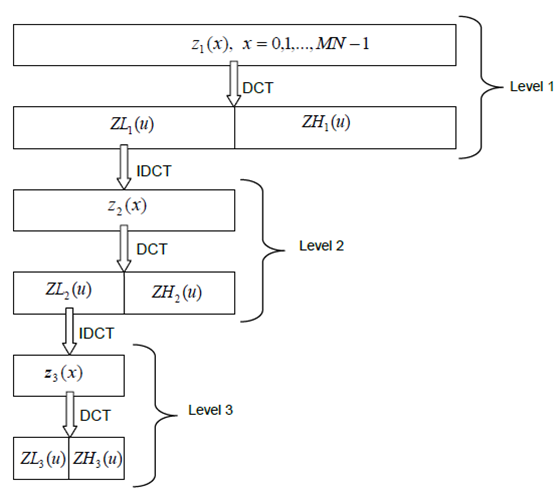 z₁(x), x = 0,1,..., MN − 1
DCT
Level 1
ZL₁(u) ZH₁(u)
IDCT
z₂(x)
DCT
Level 2
ZL₂(u) ZH₂(u)
IDCT
z₃(x)
DCT
Level 3
ZL₃(u) ZH₃(u)